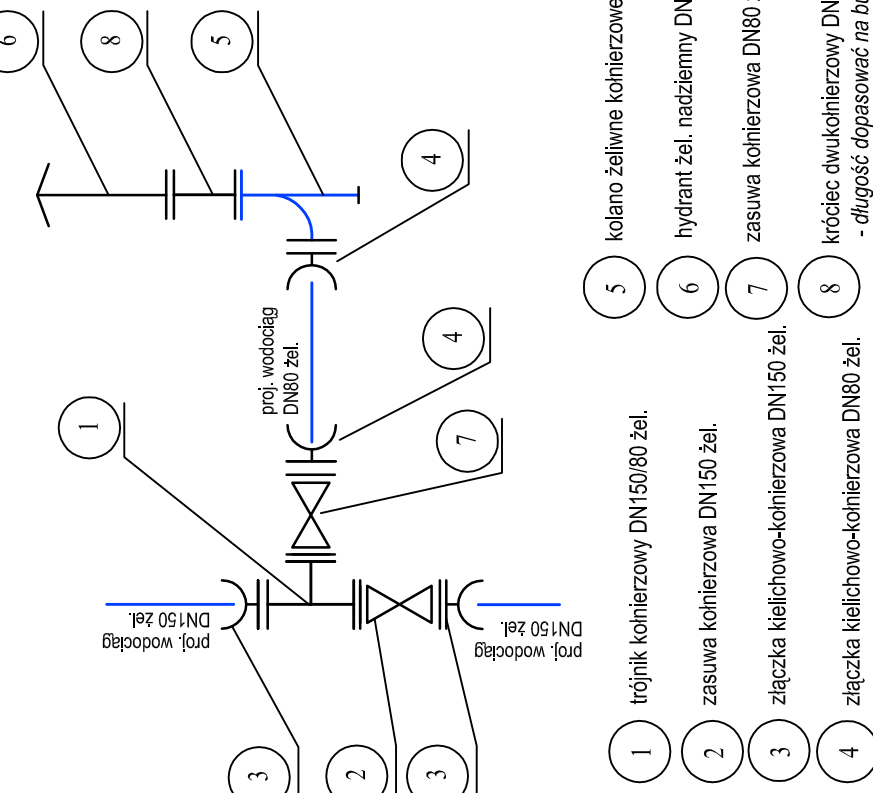 6
8
5
4
4
7
1
3
2
3
proj. wodociąg
DN80 żel.
proj. wodociąg
DN150 żel.
proj. wodociąg
DN150 żel.
1 trójnik kołnierzowy DN150/80 żel.
2 zasuwa kołnierzowa DN150 żel.
3 złączka kielichowo-kołnierzowa DN150 żel.
4 złączka kielichowo-kołnierzowa DN80 żel.
5 kolano żeliwne kołnierzowe
6 hydrant żel. nadziemny DN
7 zasuwa kołnierzowa DN80
8 króciec dwukołnierzowy DN
- długość dopasować na